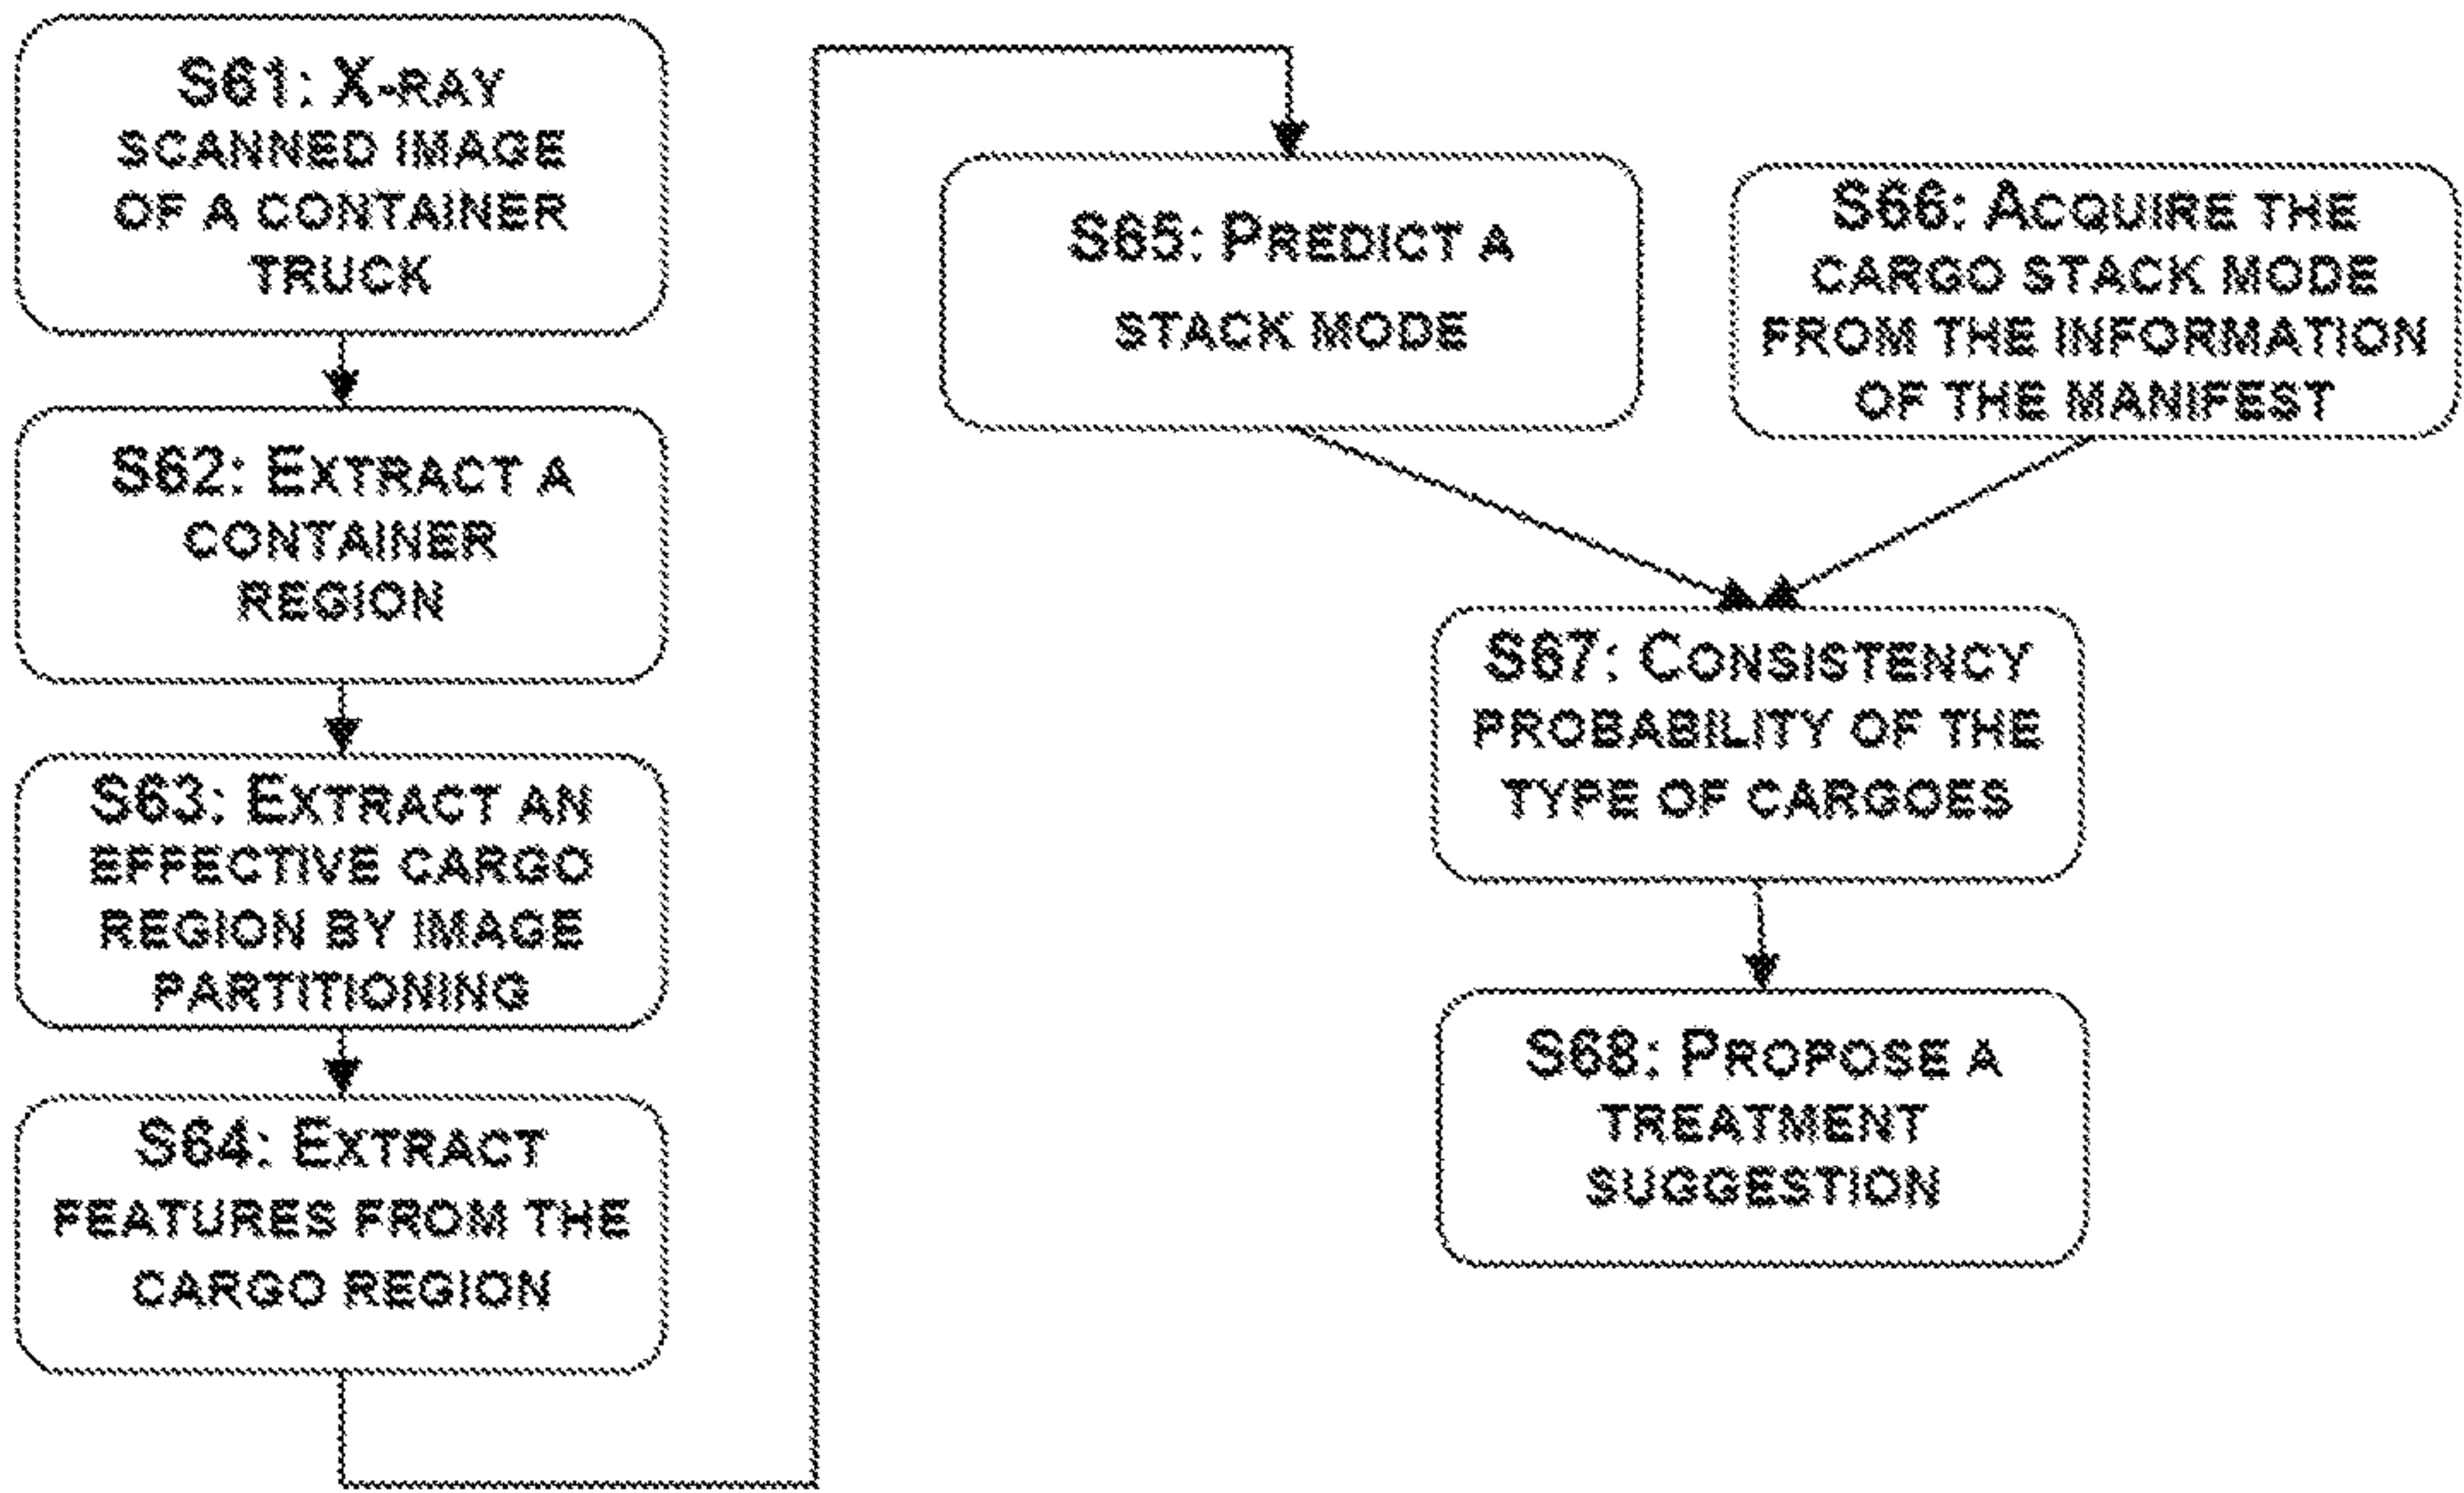 S61: X-RAY
SCANNED IMAGE
OF A CONTAINER
TRUCK
S62: EXTRACT A
CONTAINER
REGION
S63: EXTRACT AN
EFFECTIVE CARGO
REGION BY IMAGE
PARTITIONING
S64: EXTRACT
FEATURES FROM THE
CARGO REGION
S65: PREDICT A
STACK MODE
S66: ACQUIRE THE
CARGO STACK MODE
FROM THE INFORMATION
OF THE MANIFEST
S67: CONSISTENCY
PROBABILITY OF THE
TYPE OF CARGOES
S68: PROPOSE A
TREATMENT
SUGGESTION